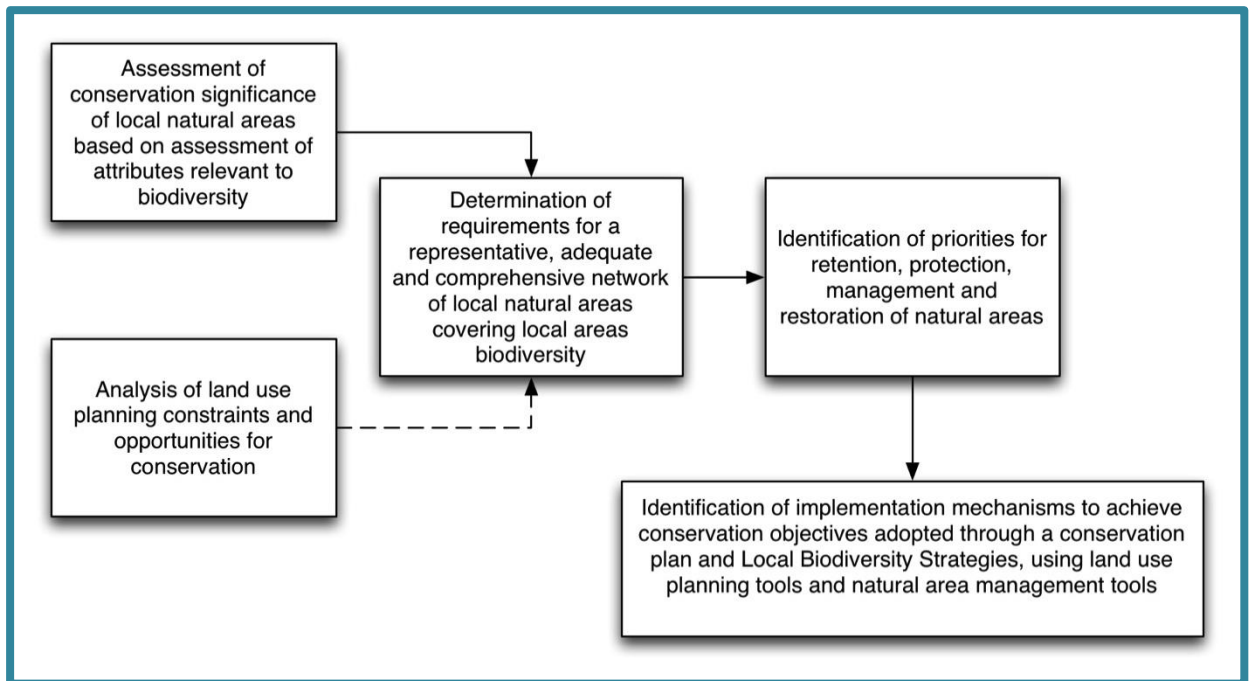 Assessment of
conservation significance
of local natural areas
based on assessment of
attributes relevant to
biodiversity
Analysis of land use
planning constraints and
opportunities for
conservation
Determination of
requirements for a
representative, adequate
and comprehensive network
of local natural areas
covering local areas
biodiversity
Identification of priorities for
retention, protection,
management and
restoration of natural areas
Identification of implementation mechanisms to achieve
conservation objectives adopted through a conservation
plan and Local Biodiversity Strategies, using land use
planning tools and natural area management tools